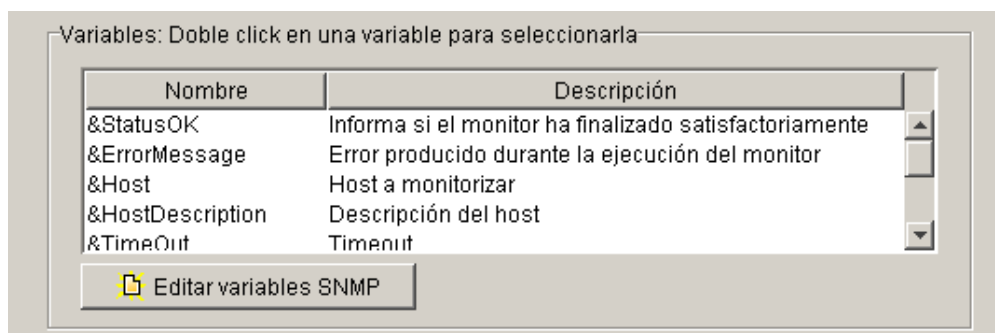 Variables: Doble click en una variable para seleccionarla
Nombre Descripción
&StatusOK Informa si el monitor ha finalizado satisfactoriamente
&ErrorMessage Error producido durante la ejecución del monitor
&Host Host a monitorizar
&HostDescription Descripción del host
&TimeOut Timeout
Editar variables SNMP